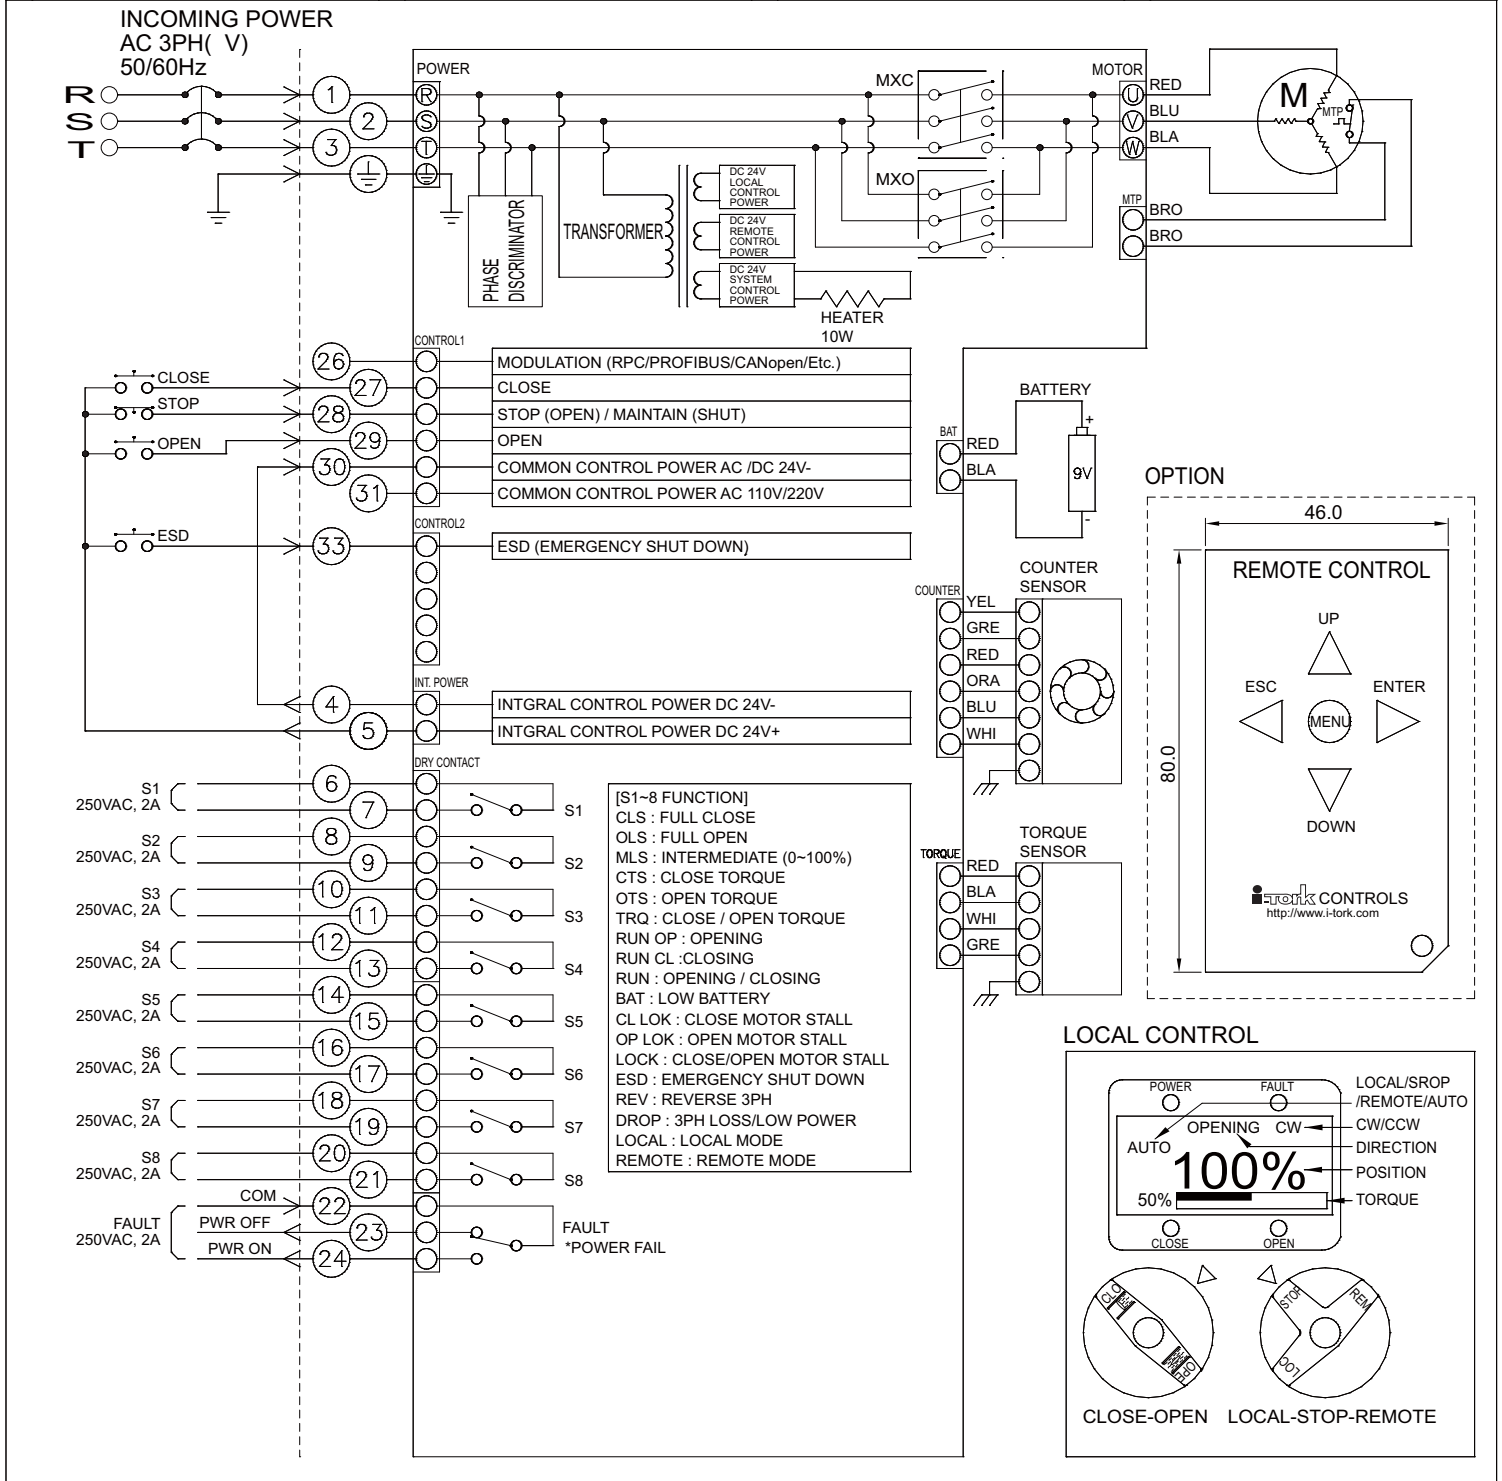 INCOMING POWER
AC 3PH(   V)
50/60Hz
R
S
T
1
2
3
POWER
R
S
T
MXC
MXO
MOTOR
U
V
W
RED
BLU
BLA
M
MTP
MTP
BRO
BRO
PHASE
DISCRIMINATOR
TRANSFORMER
DC 24V
LOCAL
CONTROL
POWER
DC 24V
REMOTE
CONTROL
POWER
DC 24V
SYSTEM
CONTROL
POWER
HEATER
10W
CONTROL1
26
MODULATION (RPC/PROFIBUS/CANopen/Etc.)
CLOSE
27
CLOSE
STOP
28
STOP (OPEN) / MAINTAIN (SHUT)
OPEN
29
OPEN
30
COMMON CONTROL POWER AC /DC 24V-
31
COMMON CONTROL POWER AC 110V/220V
CONTROL2
ESD
33
ESD (EMERGENCY SHUT DOWN)
INT. POWER
4
INTGRAL CONTROL POWER DC 24V-
5
INTGRAL CONTROL POWER DC 24V+
BATTERY
BAT
RED
BLA
+
9V
-
COUNTER
SENSOR
COUNTER
YEL
GRE
RED
ORA
BLU
WHI
TORQUE
SENSOR
TORQUE
RED
BLA
WHI
GRE
DRY CONTACT
S1
250VAC, 2A
6
7
S1
S2
250VAC, 2A
8
9
S2
S3
250VAC, 2A
10
11
S3
S4
250VAC, 2A
12
13
S4
S5
250VAC, 2A
14
15
S5
S6
250VAC, 2A
16
17
S6
S7
250VAC, 2A
18
19
S7
S8
250VAC, 2A
20
21
S8
FAULT
250VAC, 2A
COM
22
PWR OFF
23
PWR ON
24
FAULT
*POWER FAIL
[S1~8 FUNCTION]
CLS : FULL CLOSE
OLS : FULL OPEN
MLS : INTERMEDIATE (0~100%)
CTS : CLOSE TORQUE
OTS : OPEN TORQUE
TRQ : CLOSE / OPEN TORQUE
RUN OP : OPENING
RUN CL :CLOSING
RUN : OPENING / CLOSING
BAT : LOW BATTERY
CL LOK : CLOSE MOTOR STALL
OP LOK : OPEN MOTOR STALL
LOCK : CLOSE/OPEN MOTOR STALL
ESD : EMERGENCY SHUT DOWN
REV : REVERSE 3PH
DROP : 3PH LOSS/LOW POWER
LOCAL : LOCAL MODE
REMOTE : REMOTE MODE
OPTION
46.0
80.0
REMOTE CONTROL
UP
ESC
MENU
ENTER
DOWN
i-TORK CONTROLS
http://www.i-tork.com
LOCAL CONTROL
POWER
FAULT
OPENING
CW
AUTO
100%
50%
CLOSE
OPEN
LOCAL/SROP
/REMOTE/AUTO
CW/CCW
DIRECTION
POSITION
TORQUE
CLO
OPE
STOP
REM
LOC
CLOSE-OPEN
LOCAL-STOP-REMOTE